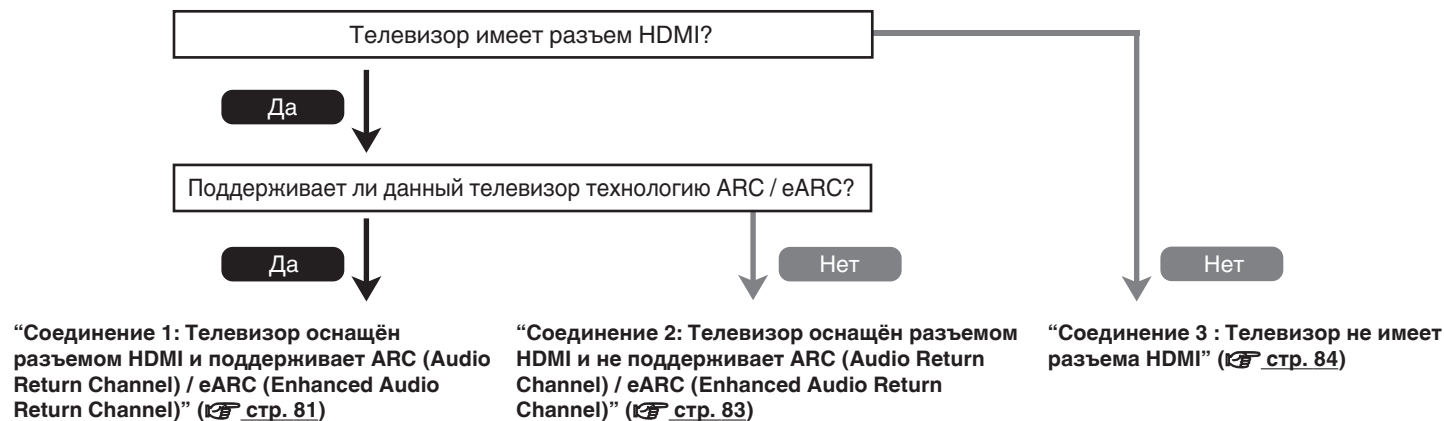 Телевизор имеет разъем HDMI?
Да
Поддерживает ли данный телевизор технологию ARC / eARC?
Да
Нет
Нет
“Соединение 1: Телевизор оснащён
разъемом HDMI и поддерживает ARC (Audio
Return Channel) / eARC (Enhanced Audio
Return Channel)” (стр. 81)
“Соединение 2: Телевизор оснащён разъемом
HDMI и не поддерживает ARC (Audio Return
Channel) / eARC (Enhanced Audio Return
Channel)” (стр. 83)
“Соединение 3 : Телевизор не имеет
разъема HDMI” (стр. 84)